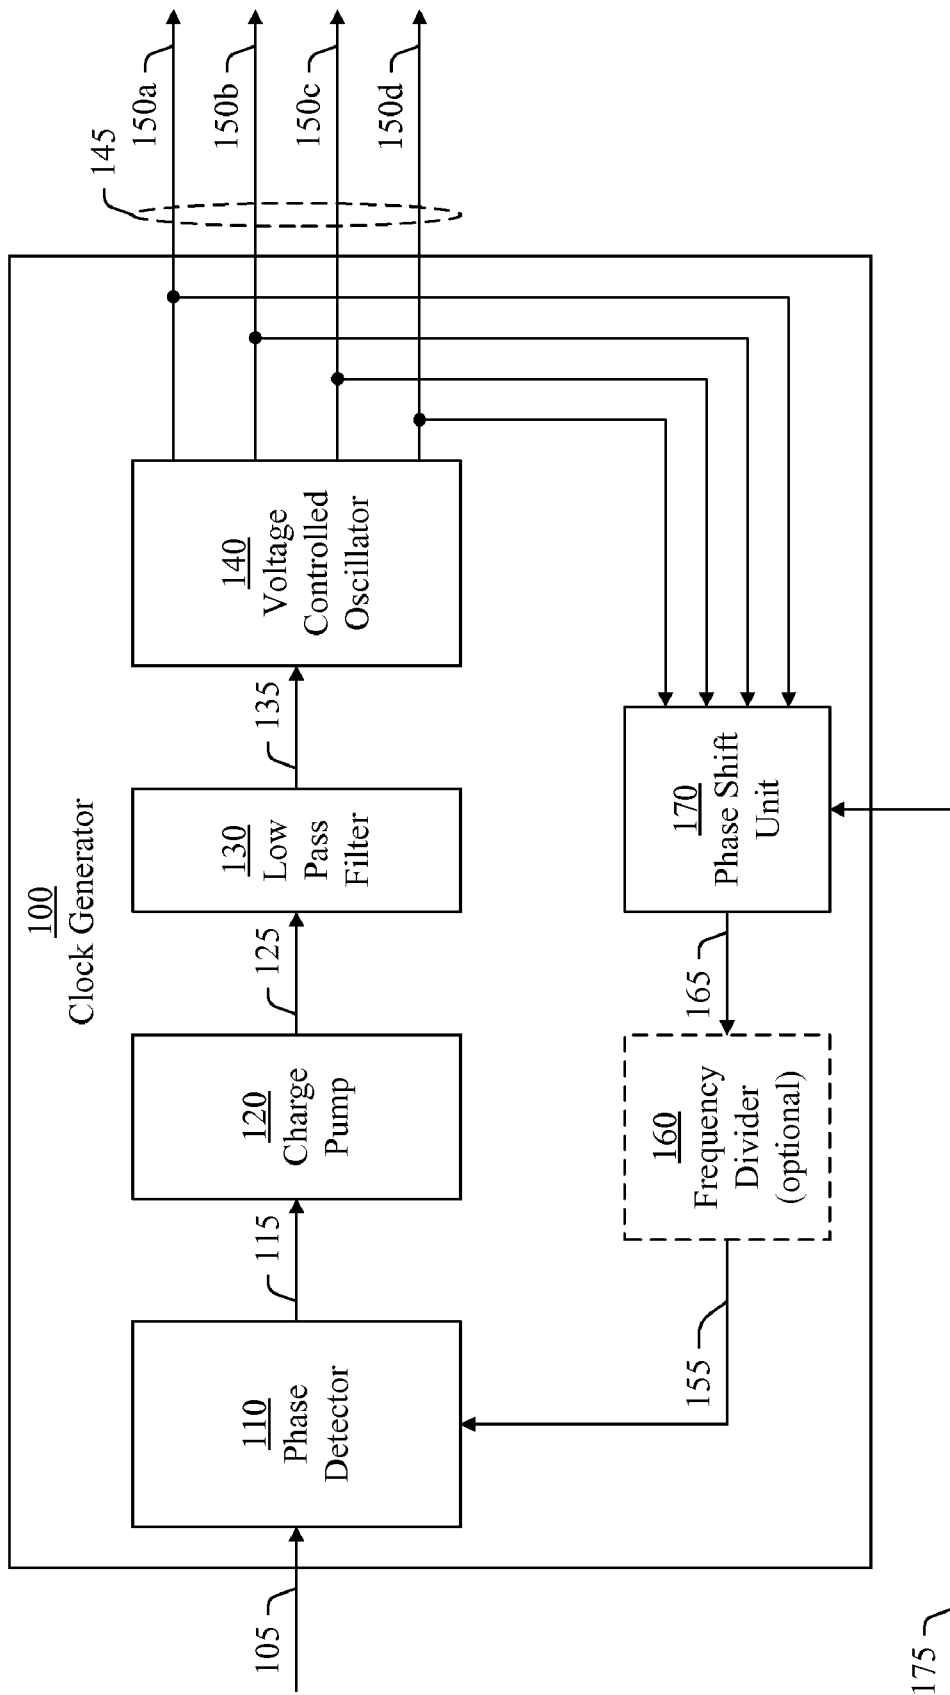 100
Clock Generator
105
110
Phase
Detector
115
120
Charge
Pump
125
130
Low
Pass
Filter
135
140
Voltage
Controlled
Oscillator
145
150a
150b
150c
150d
155
160
Frequency
Divider
(optional)
165
170
Phase Shift
Unit
175